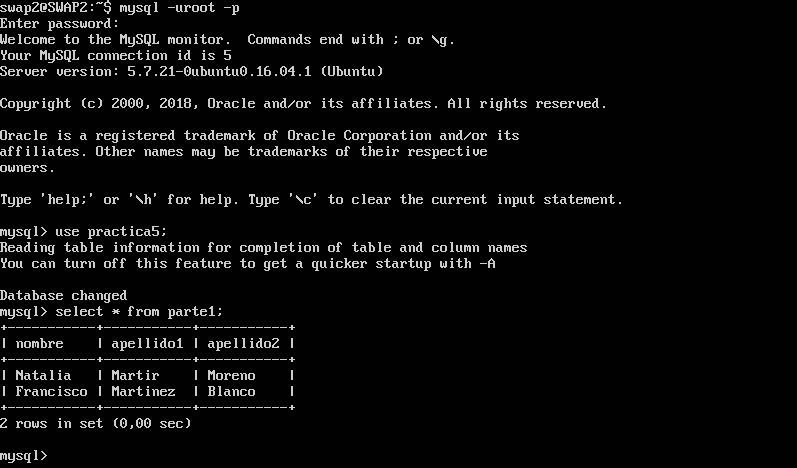 swap2@SWAP2:~$ mysql -uroot -p
Enter password:
Welcome to the MySQL monitor.  Commands end with ; or \g.
Your MySQL connection id is 5
Server version: 5.7.21-0ubuntu0.16.04.1 (Ubuntu)

Copyright (c) 2000, 2018, Oracle and/or its affiliates. All rights reserved.

Oracle is a registered trademark of Oracle Corporation and/or its
affiliates. Other names may be trademarks of their respective
owners.

Type 'help;' or '\h' for help. Type '\c' to clear the current input statement.

mysql> use practica5;
Reading table information for completion of table and column names
You can turn off this feature to get a quicker startup with -A

Database changed
mysql> select * from parte1;
+-----------+-----------+-----------+
| nombre    | apellido1 | apellido2 |
+-----------+-----------+-----------+
| Natalia   | Martir    | Moreno    |
| Francisco | Martinez  | Blanco    |
+-----------+-----------+-----------+
2 rows in set (0,00 sec)

mysql>